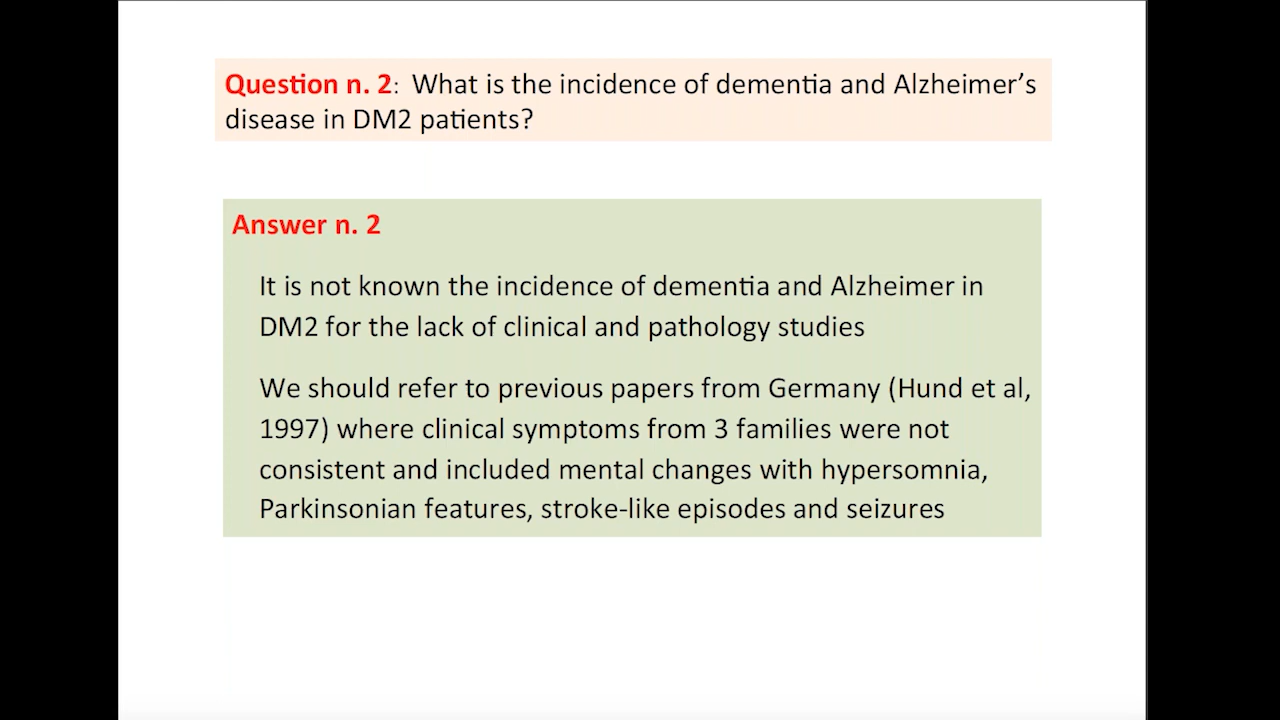 Question n. 2:  What is the incidence of dementia and Alzheimer’s
disease in DM2 patients?
Answer n. 2
It is not known the incidence of dementia and Alzheimer in
DM2 for the lack of clinical and pathology studies
We should refer to previous papers from Germany (Hund et al,
1997) where clinical symptoms from 3 families were not
consistent and included mental changes with hypersomnia,
Parkinsonian features, stroke-like episodes and seizures